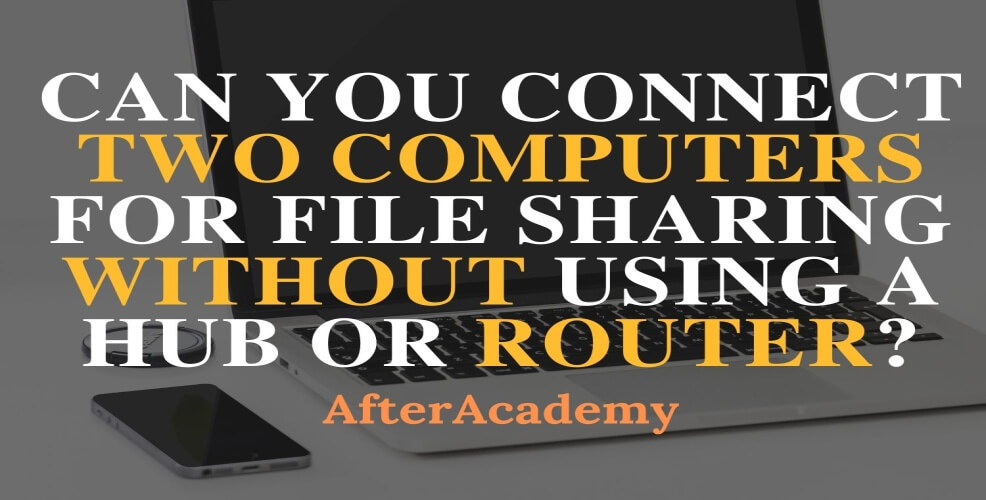 CAN YOU CONNECT
TWO COMPUTERS
FOR FILE SHARING
WITHOUT USING A
HUB OR ROUTER?
AfterAcademy